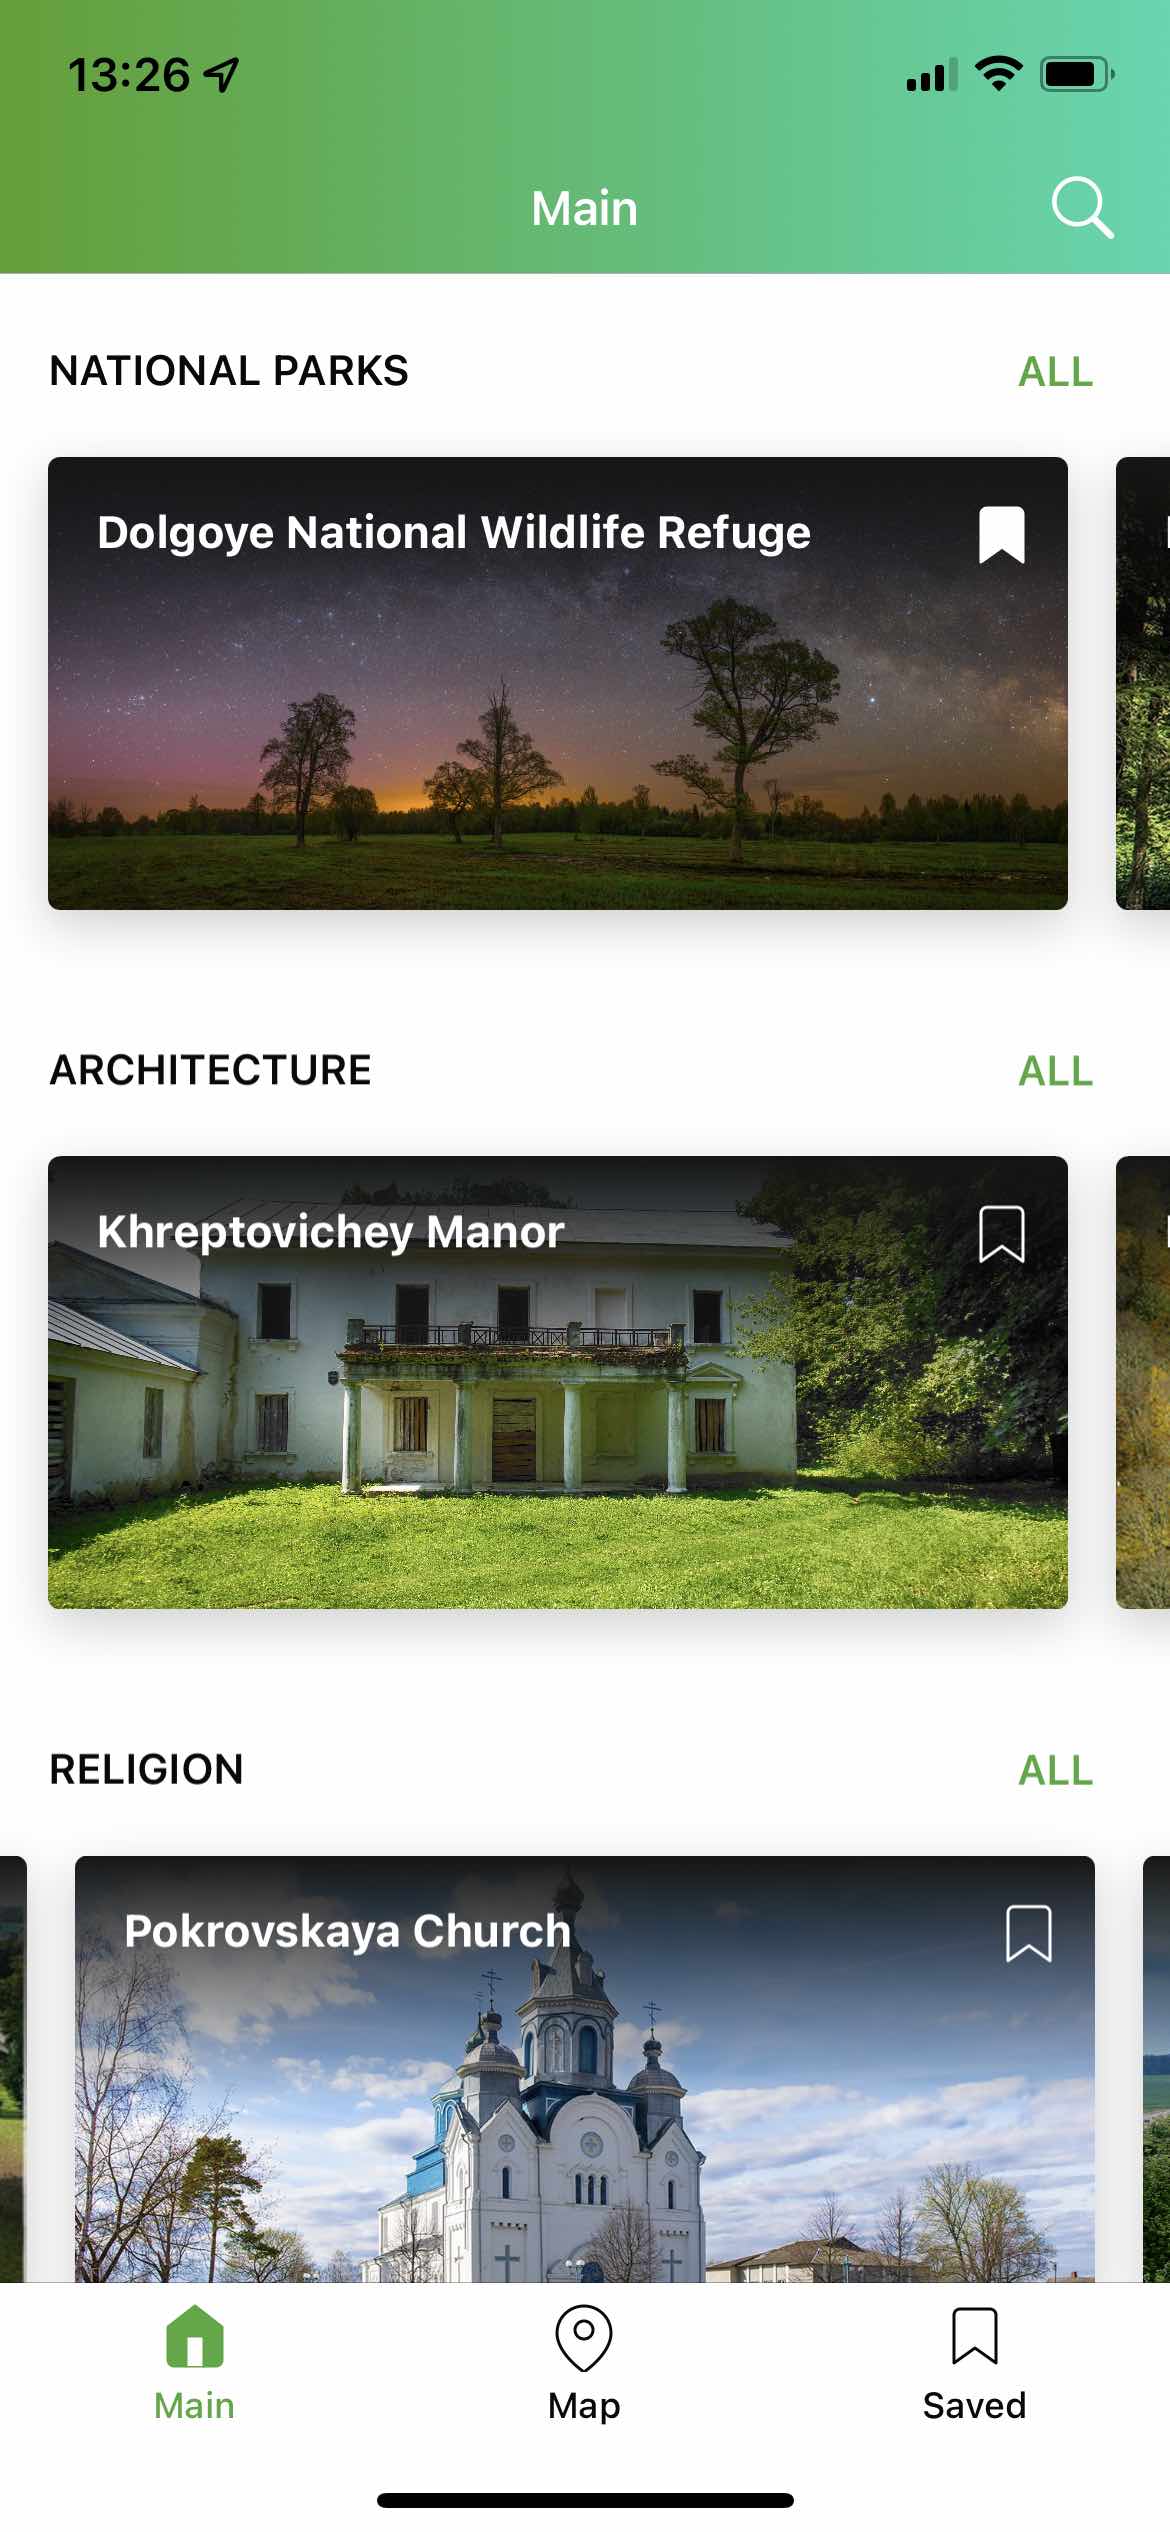 13:26
Main
NATIONAL PARKS
ALL
Dolgoye National Wildlife Refuge
ARCHITECTURE
ALL
Khreptovichey Manor
RELIGION
ALL
Pokrovskaya Church
Main
Map
Saved